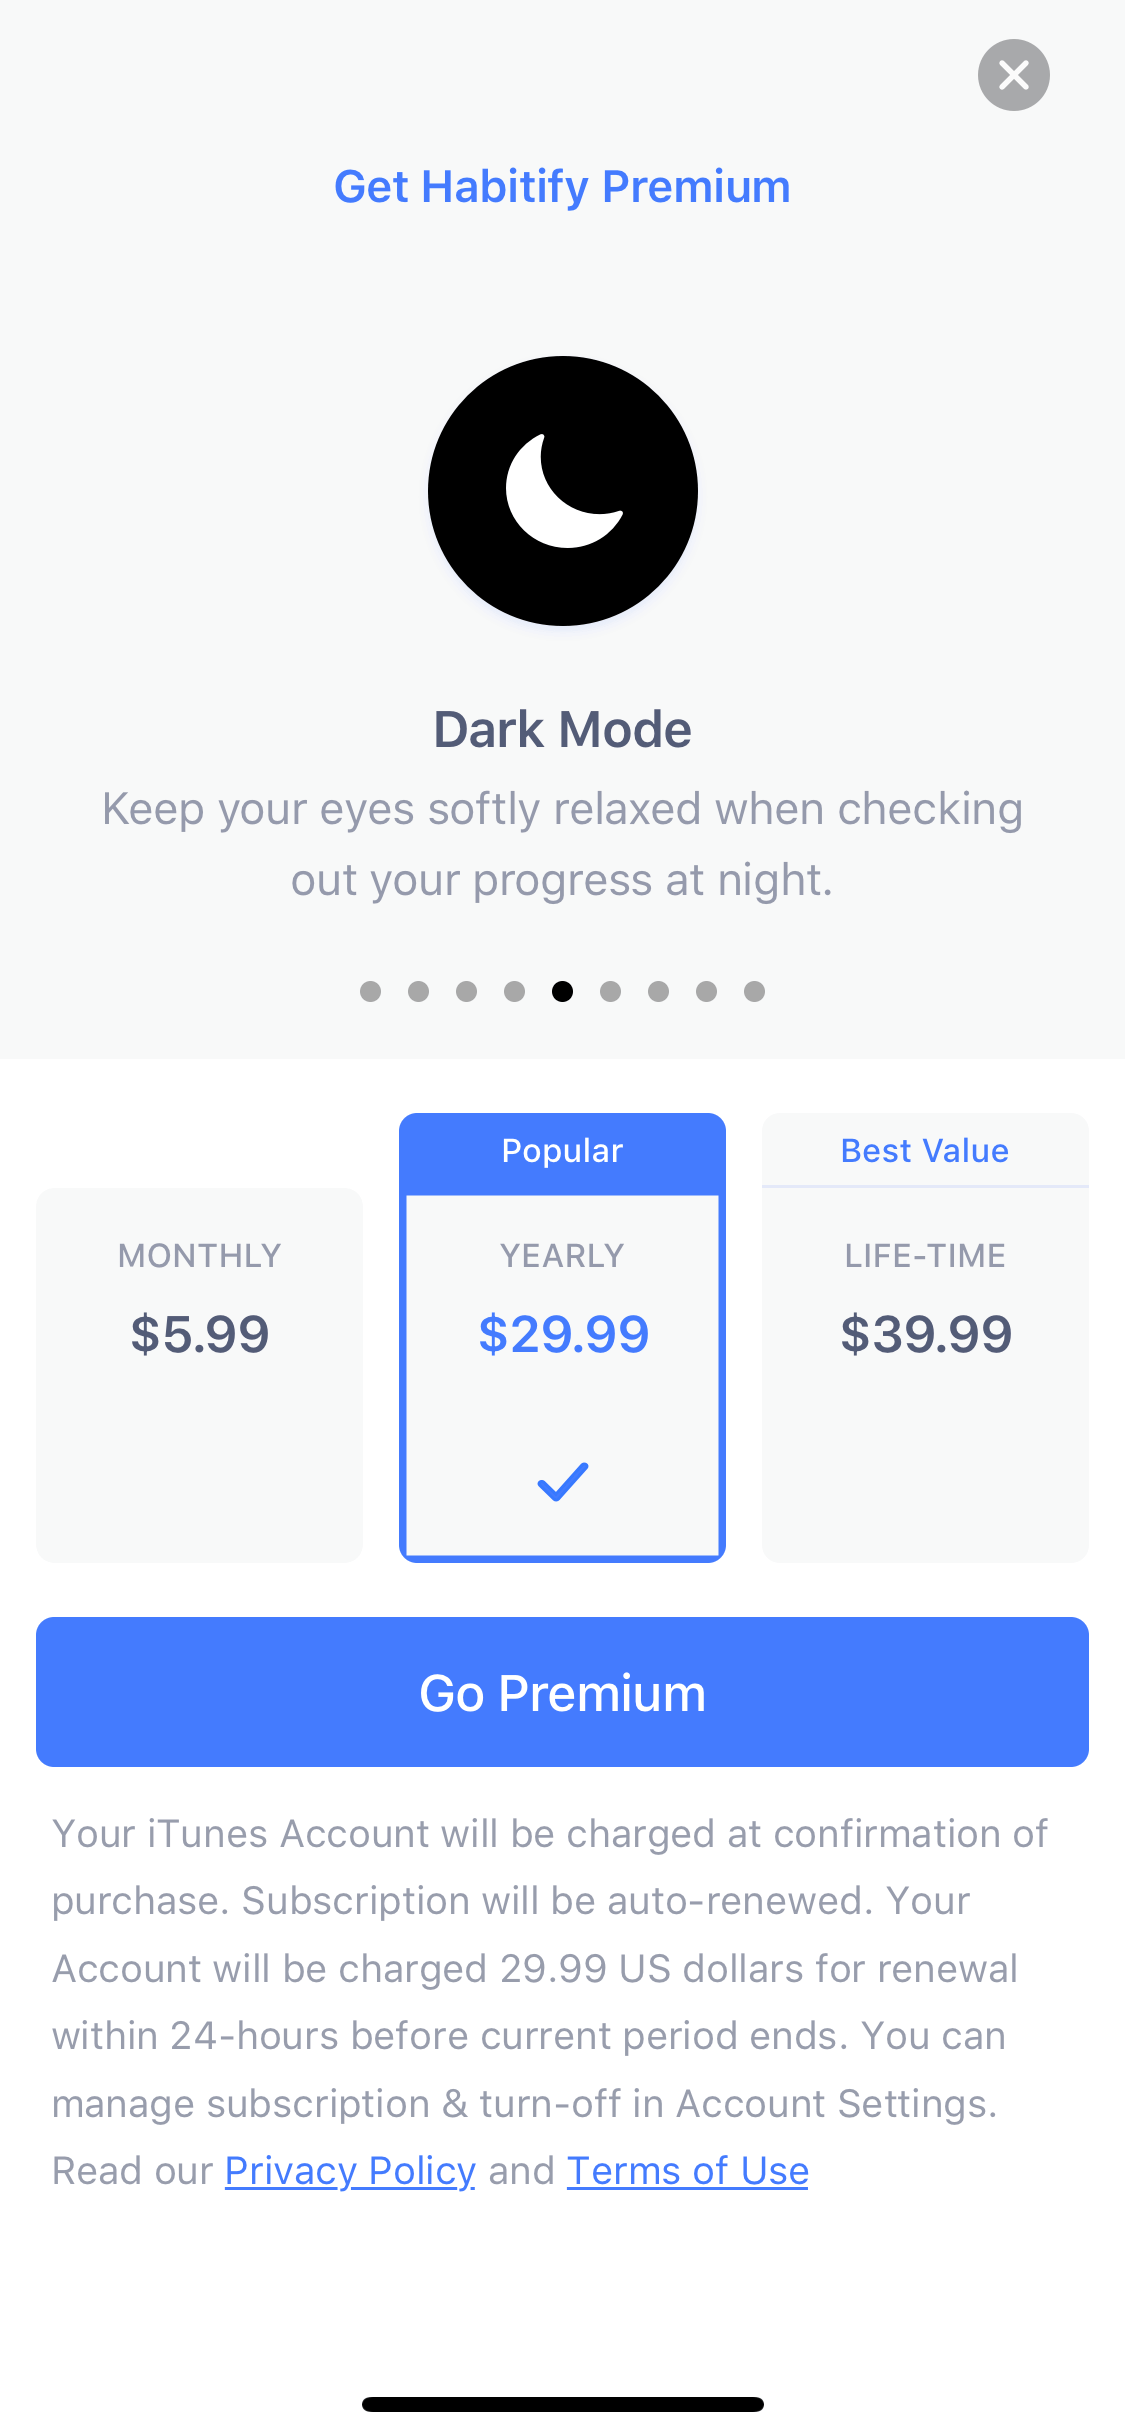 Get Habitify Premium
Dark Mode
Keep your eyes softly relaxed when checking
out your progress at night.
MONTHLY
$5.99
Popular
YEARLY
$29.99
Best Value
LIFE-TIME
$39.99
Go Premium
Your iTunes Account will be charged at confirmation of
purchase. Subscription will be auto-renewed. Your
Account will be charged 29.99 US dollars for renewal
within 24-hours before current period ends. You can
manage subscription & turn-off in Account Settings.
Read our Privacy Policy and Terms of Use